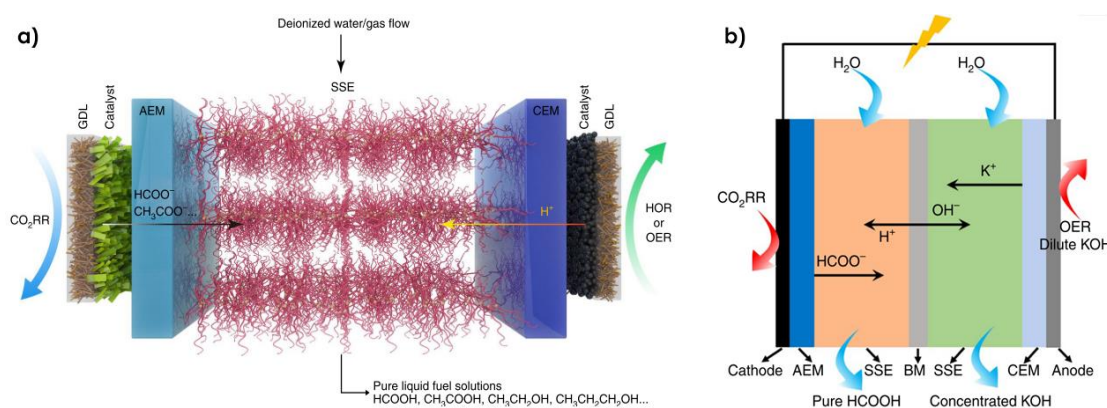 a)
Deionized water/gas flow
SSE
GDL
Catalyst
AEM
CEM
Catalyst
GDL
HCOO⁻
CH₃COO⁻...
H⁺
CO₂RR
HOR
or
OER
Pure liquid fuel solutions
HCOOH, CH₃COOH, CH₃CH₂OH, CH₃CH₂CH₂OH...
b)
H₂O
H₂O
K⁺
CO₂RR
OH⁻
H⁺
OER
Dilute KOH
HCOO⁻
Cathode
AEM
SSE
BM
SSE
CEM
Anode
Pure HCOOH
Concentrated KOH